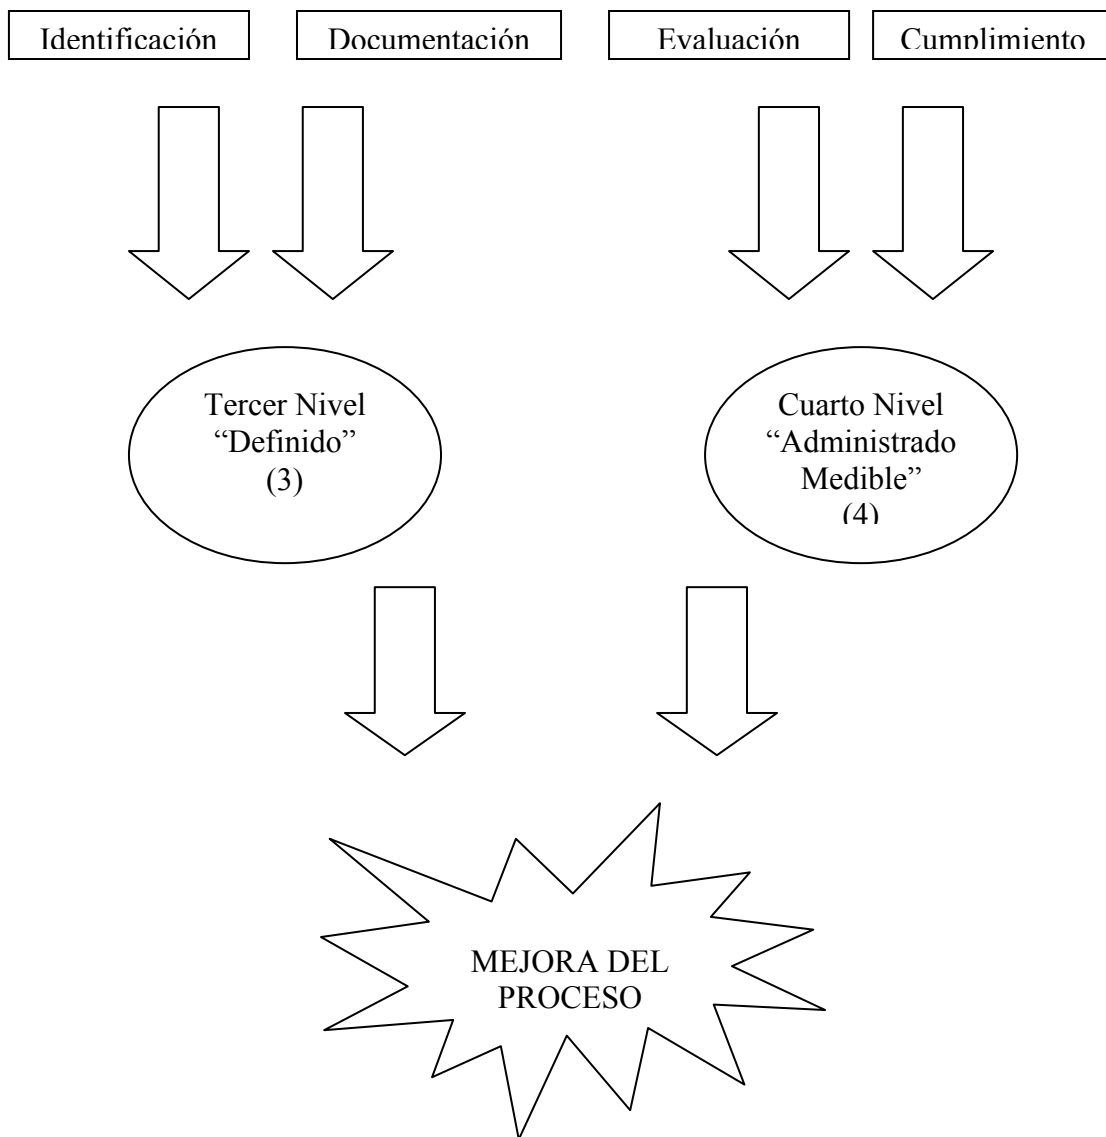 Identificación
Documentación
Evaluación
Cumplimiento
Tercer Nivel
“Definido”
(3)
Cuarto Nivel
“Administrado
Medible”
(4)
MEJORA DEL
PROCESO